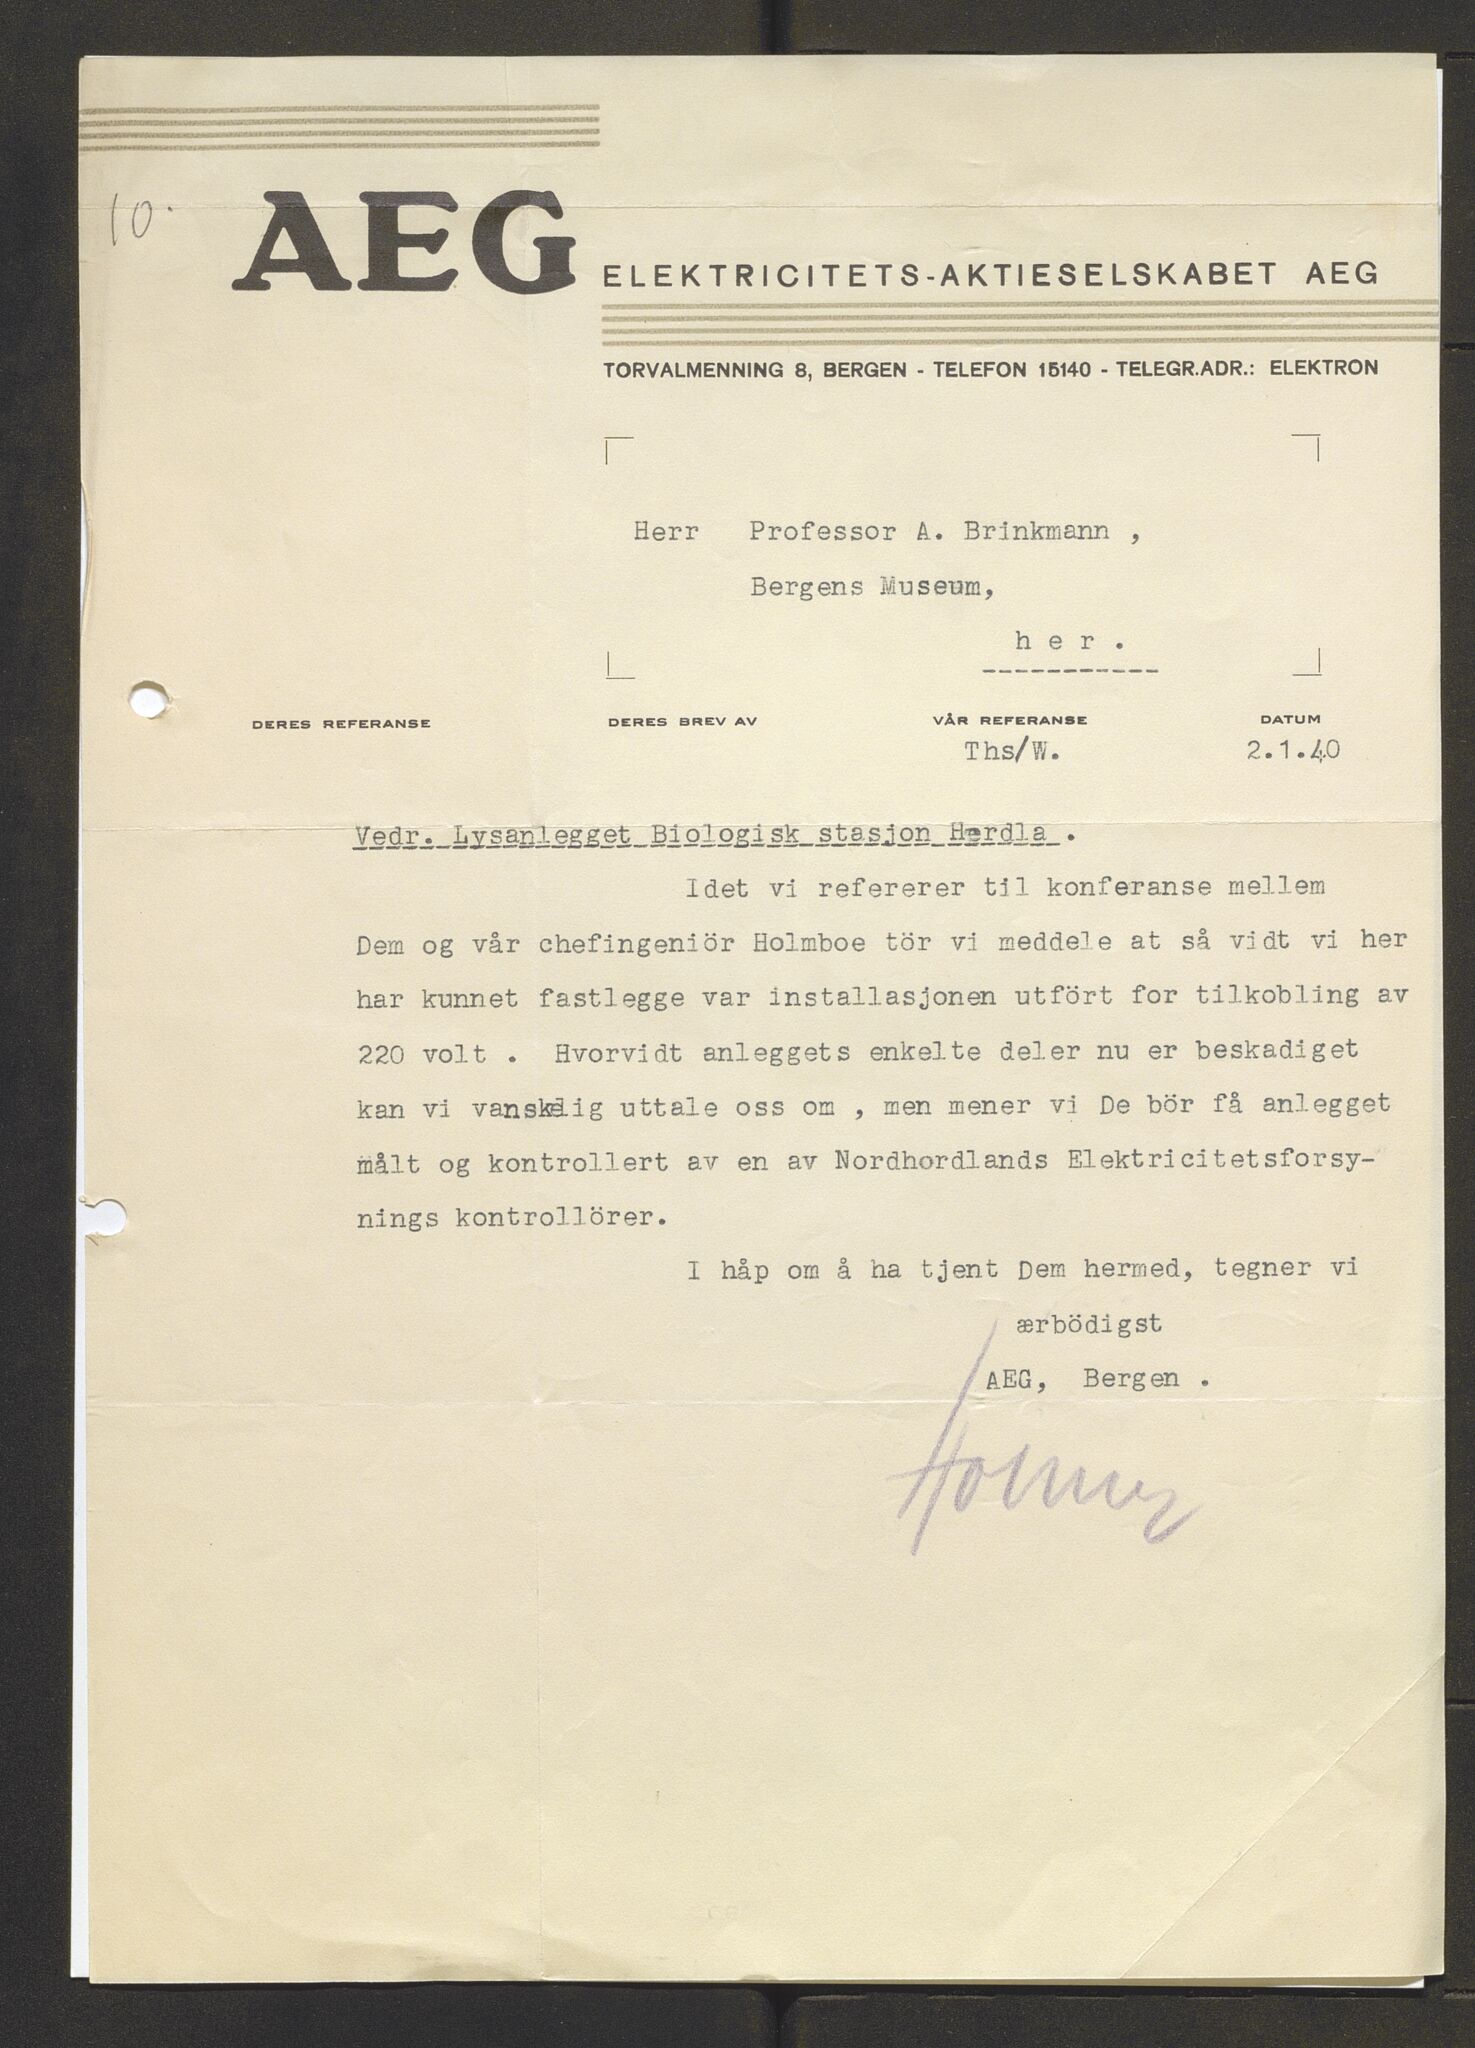 10.
AEG
ELEKTRICITETS-AKTIESELSKABET AEG
TORVALMENNING 8, BERGEN - TELEFON 15140 - TELEGR.ADR.: ELEKTRON
Herr Professor A. Brinkmann ,
Bergens Museum,
h e r .
DERES REFERANSE DERES BREV AV VÅR REFERANSE DATUM
Ths/W. 2.1.40
Vedr. Lysanlegget Biologisk stasjon Herdla .
Idet vi refererer til konferanse mellem
Dem og vår chefingeniör Holmboe tör vi meddele at så vidt vi her
har kunnet fastlegge var installasjonen utfört for tilkobling av
220 volt . Hvorvidt anleggets enkelte deler nu er beskadiget
kan vi vanskelig uttale oss om , men mener vi De bör få anlegget
målt og kontrollert av en av Nordhordlands Elektricitetsforsy-
nings kontrollörer.
I håp om å ha tjent Dem hermed, tegner vi
ærbödigst
AEG, Bergen .